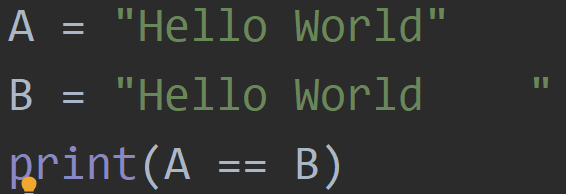 A = "Hello World"
B = "Hello World    "
print(A == B)